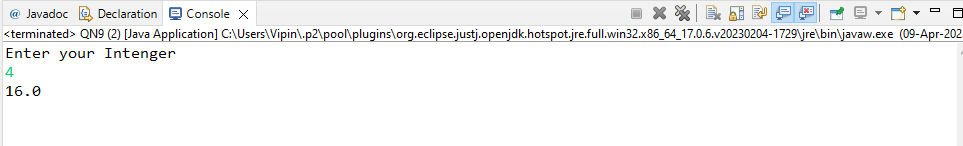 Javadoc Declaration Console
<terminated> QN9 (2) [Java Application] C:\Users\Vipin\.p2\pool\plugins\org.eclipse.justj.openjdk.hotspot.jre.full.win32.x86_64_17.0.6.v20230204-1729\jre\bin\javaw.exe (09-Apr-202
Enter your Intenger
4
16.0